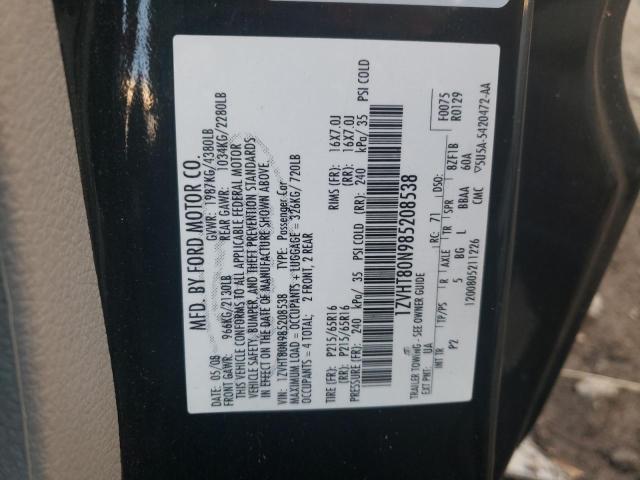 MFD. BY FORD MOTOR CO.
DATE: 05/08 GVWR: 1987KG/4380LB
FRONT GAWR: 966KG/2130LB REAR GAWR: 1034KG/2280LB
THIS VEHICLE CONFORMS TO ALL APPLICABLE FEDERAL MOTOR
VEHICLE SAFETY, BUMPER, AND THEFT PREVENTION STANDARDS
IN EFFECT ON THE DATE OF MANUFACTURE SHOWN ABOVE.
VIN: 1ZVHT80N985208538 TYPE: Passenger Car
MAXIMUM LOAD = OCCUPANTS + LUGGAGE = 326KG/720LB
OCCUPANTS = 4 TOTAL; 2 FRONT, 2 REAR
TIRE (FR): P215/65R16 RIMS (FR): 16X7.0J
(RR): P215/65R16 (RR): 16X7.0J
PRESSURE (FR): 240 kPa/ 35 PSI COLD (RR): 240 kPa/ 35 PSI COLD
1ZVHT80N985208538
TRAILER TOWING - SEE OWNER GUIDE F0075
EXT PNT: UA RC: 71 DSO: R0129
INT TR TP/PS R AXLE TR SPR 8ZF1B
P2 5 BG L BBAA 60A
1200805211226 CMC 5U5A-5420472-AA